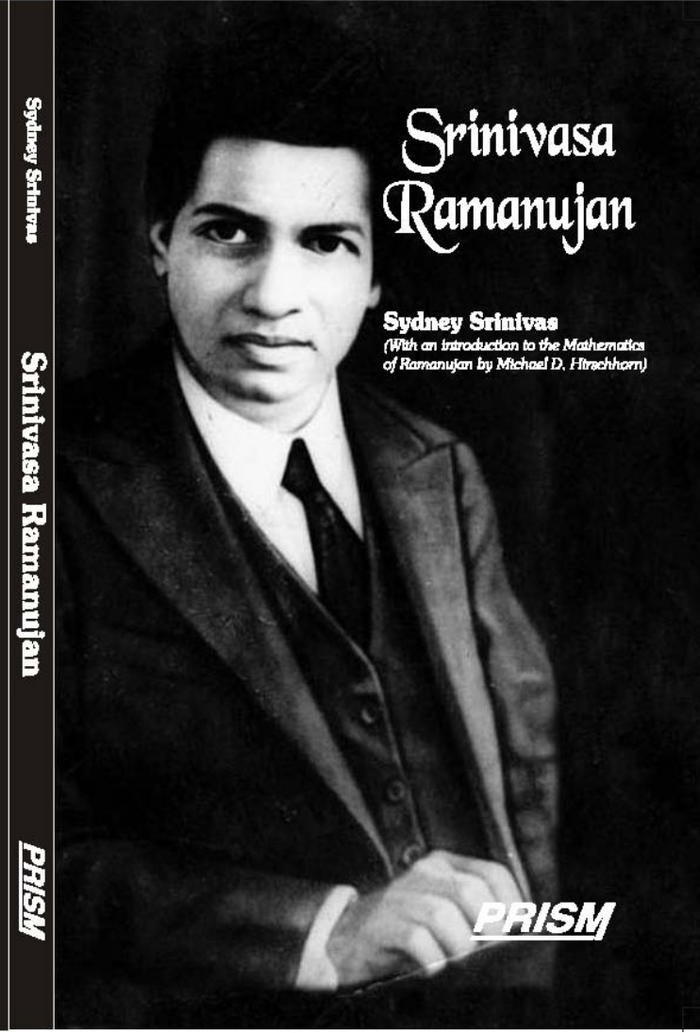 Sydney Srinivas
Srinivasa Ramanujan
PRISM
Srinivasa
Ramanujan
Sydney Srinivas
(With an introduction to the Mathematics
of Ramanujan by Michael D. Hirschhorn)
PRISM